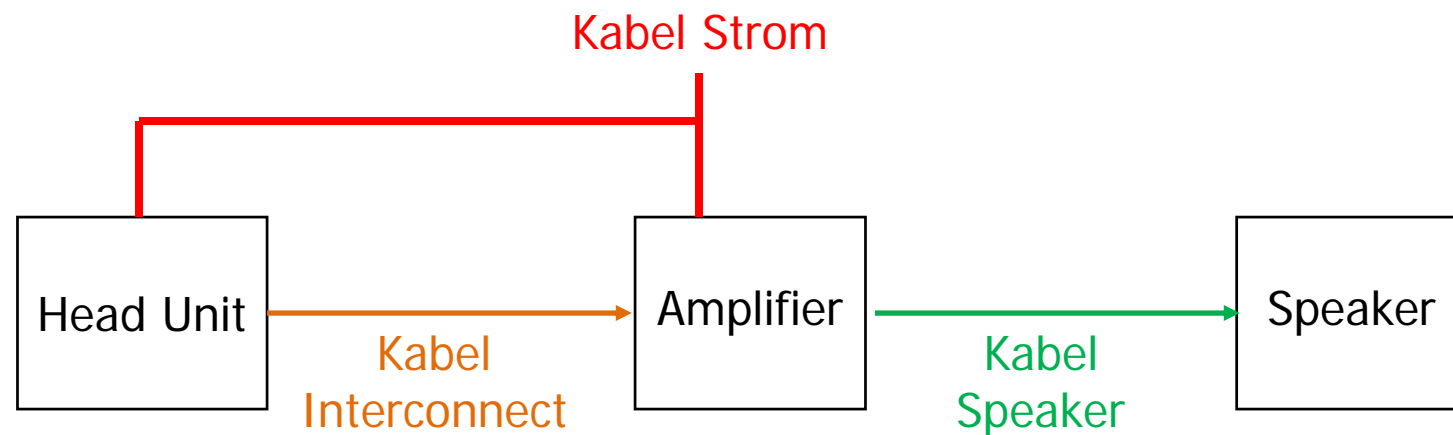 Kabel Strom
Head Unit
Amplifier
Speaker
Kabel
Interconnect
Kabel
Speaker